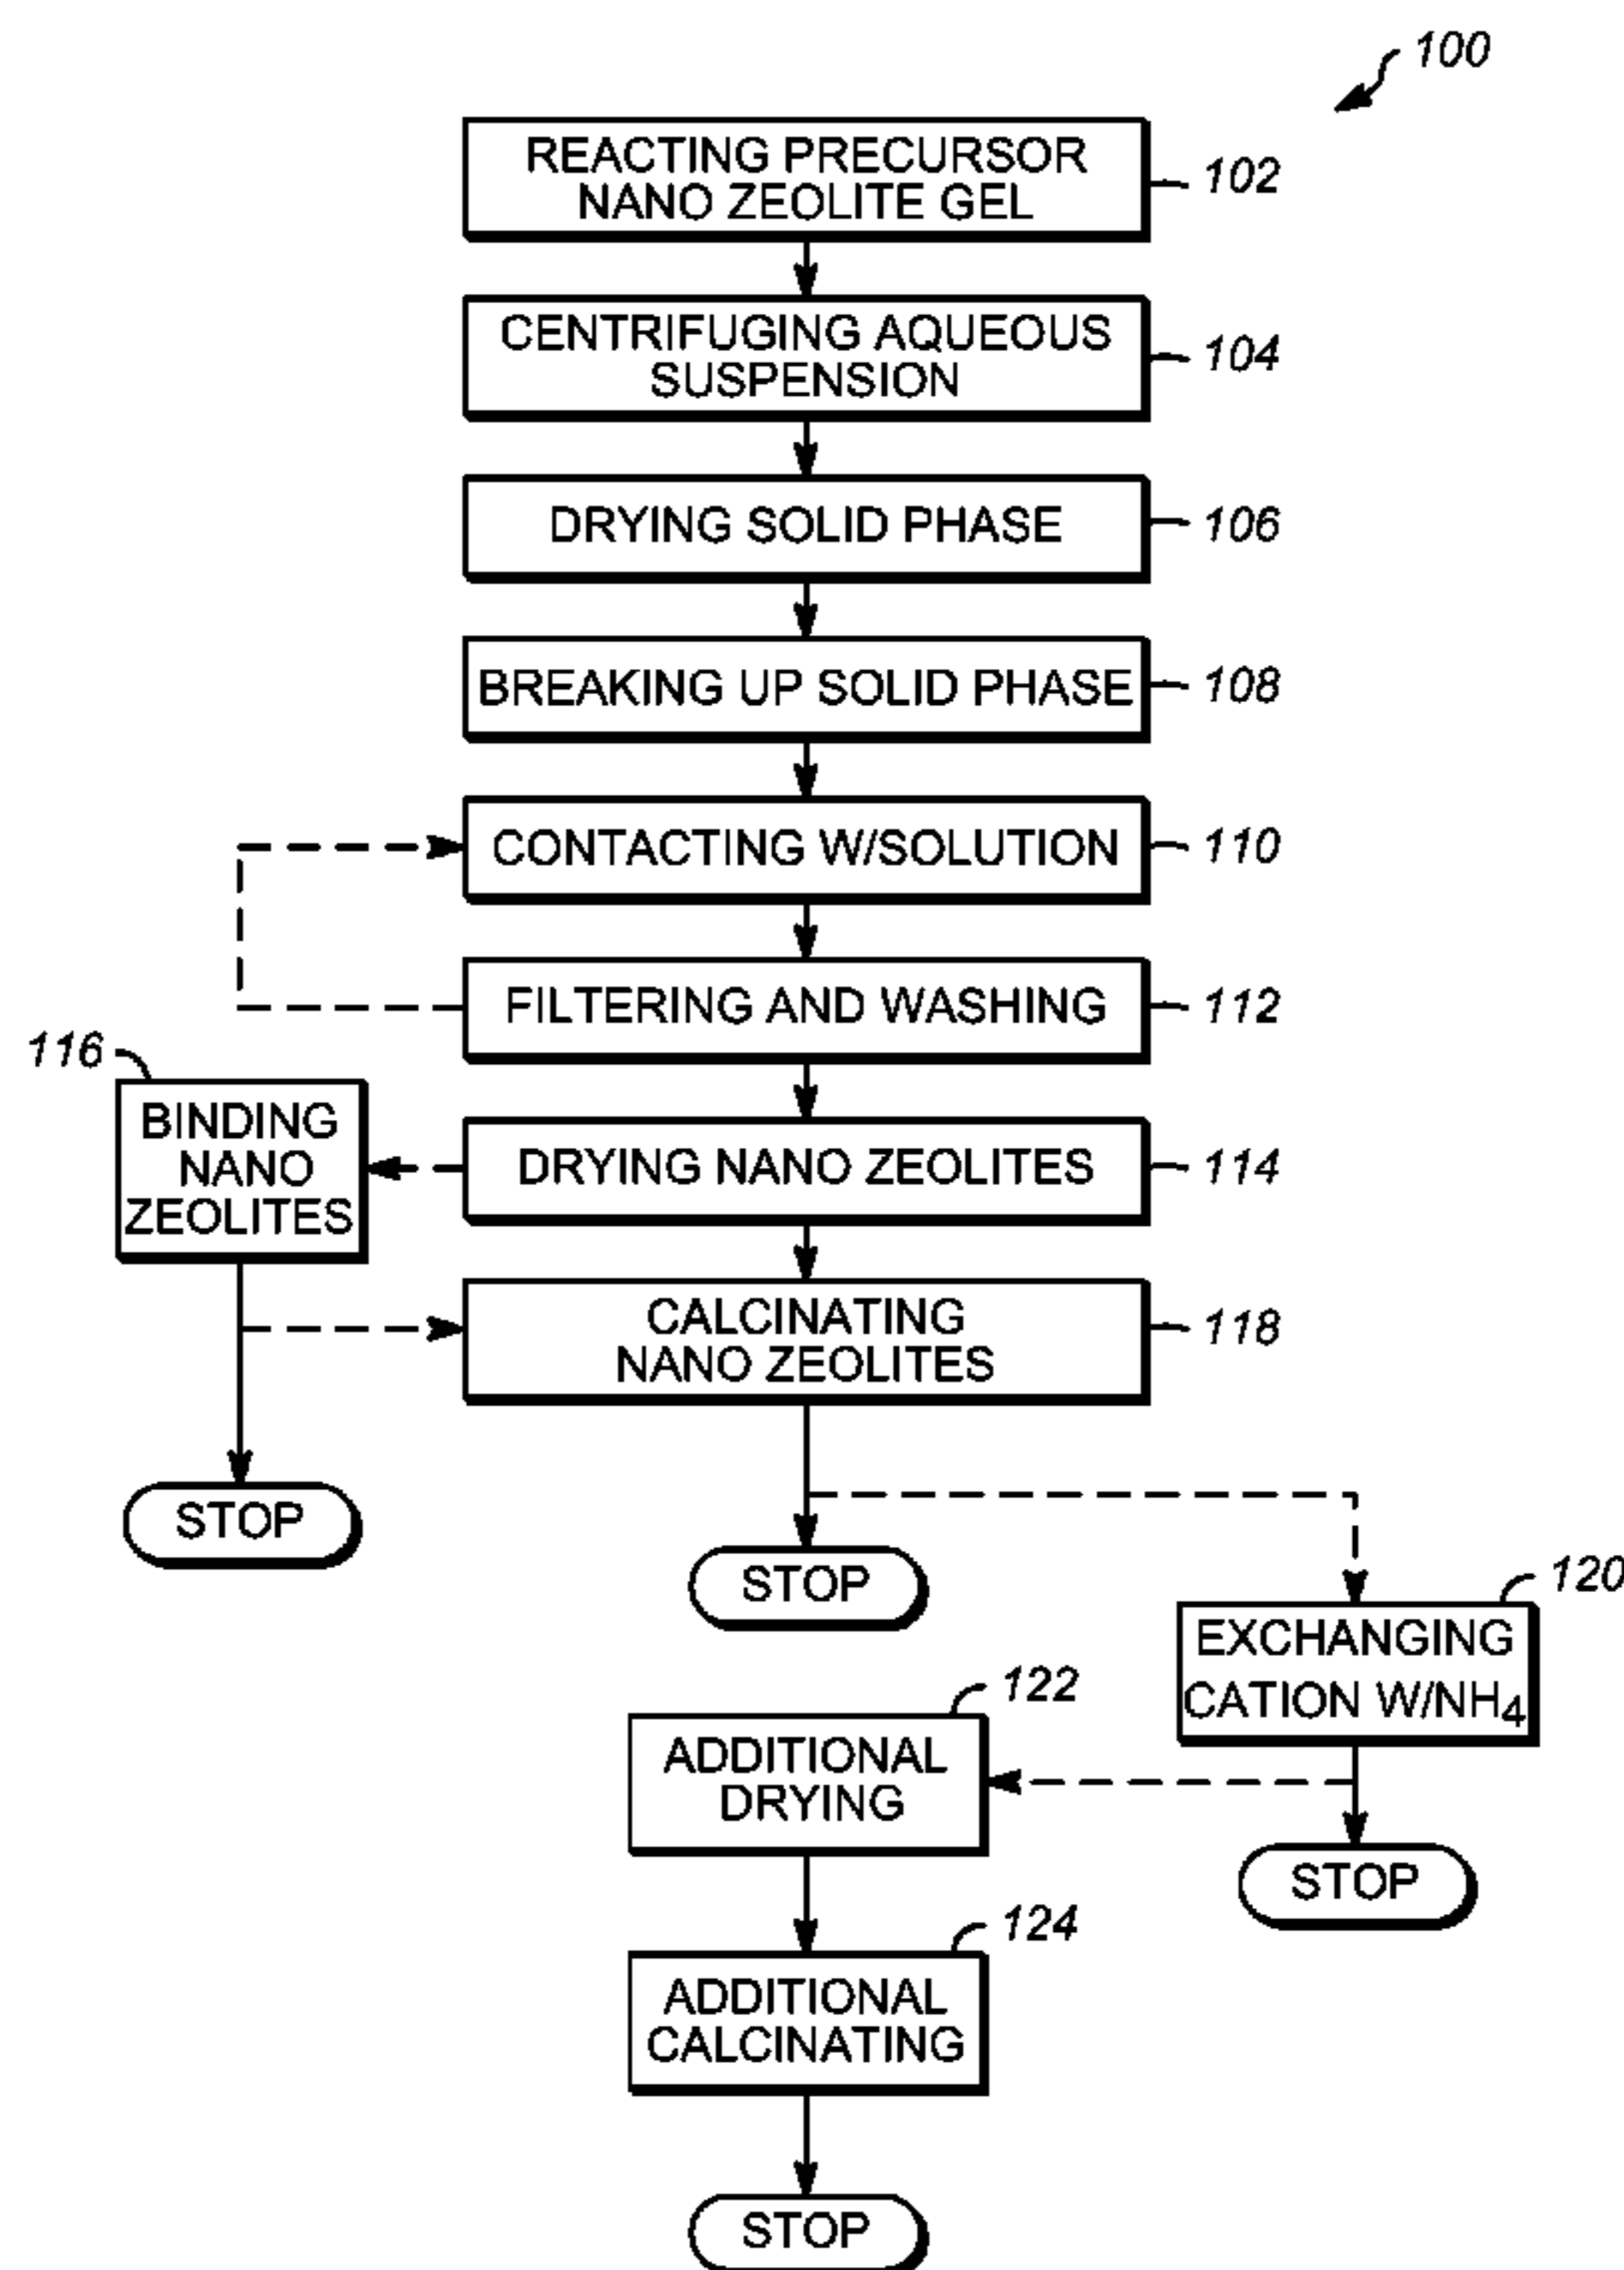 100
REACTING PRECURSOR
NANO ZEOLITE GEL
102
CENTRIFUGING AQUEOUS
SUSPENSION
104
DRYING SOLID PHASE
106
BREAKING UP SOLID PHASE
108
CONTACTING W/SOLUTION
110
FILTERING AND WASHING
112
116
BINDING
NANO
ZEOLITES
DRYING NANO ZEOLITES
114
CALCINATING
NANO ZEOLITES
118
STOP
STOP
120
EXCHANGING
CATION W/NH₄
122
ADDITIONAL
DRYING
STOP
124
ADDITIONAL
CALCINATING
STOP